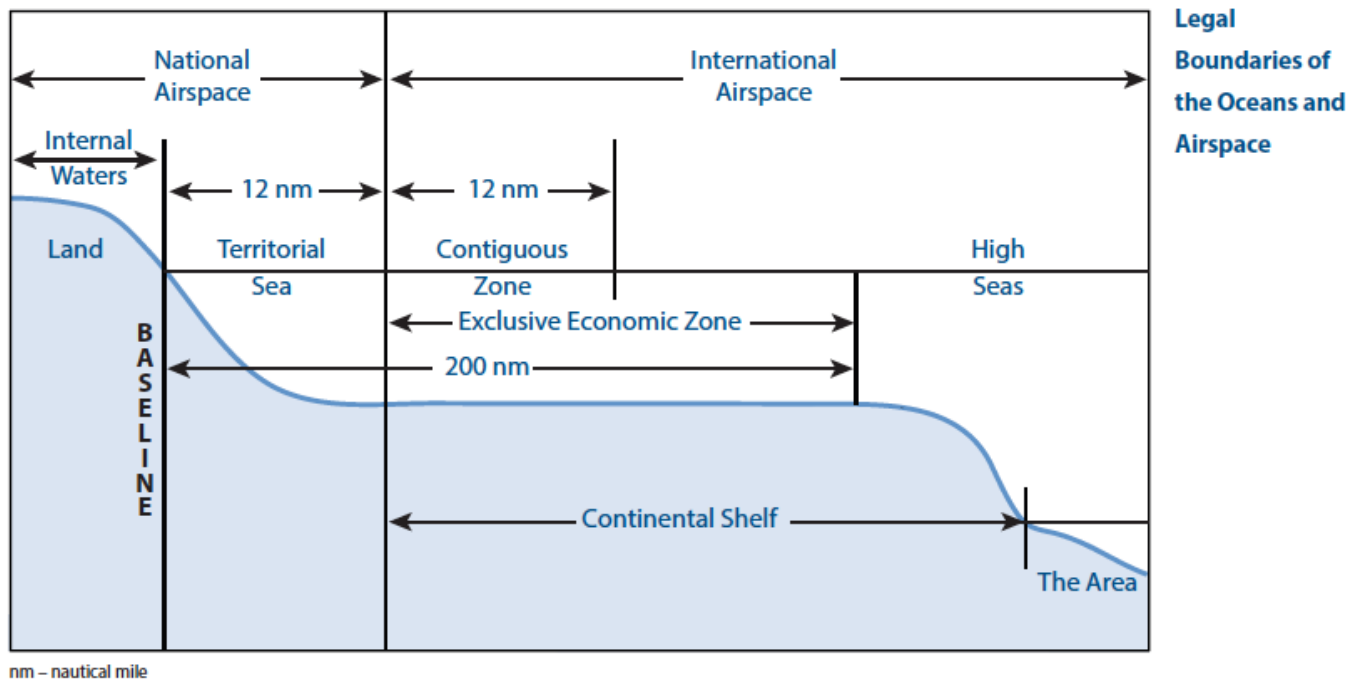 Legal
Boundaries of
the Oceans and
Airspace
National
Airspace
International
Airspace
Internal
Waters
12 nm
12 nm
Land
Territorial
Sea
Contiguous
Zone
High
Seas
Exclusive Economic Zone
200 nm
BASELINE
Continental Shelf
The Area
nm – nautical mile